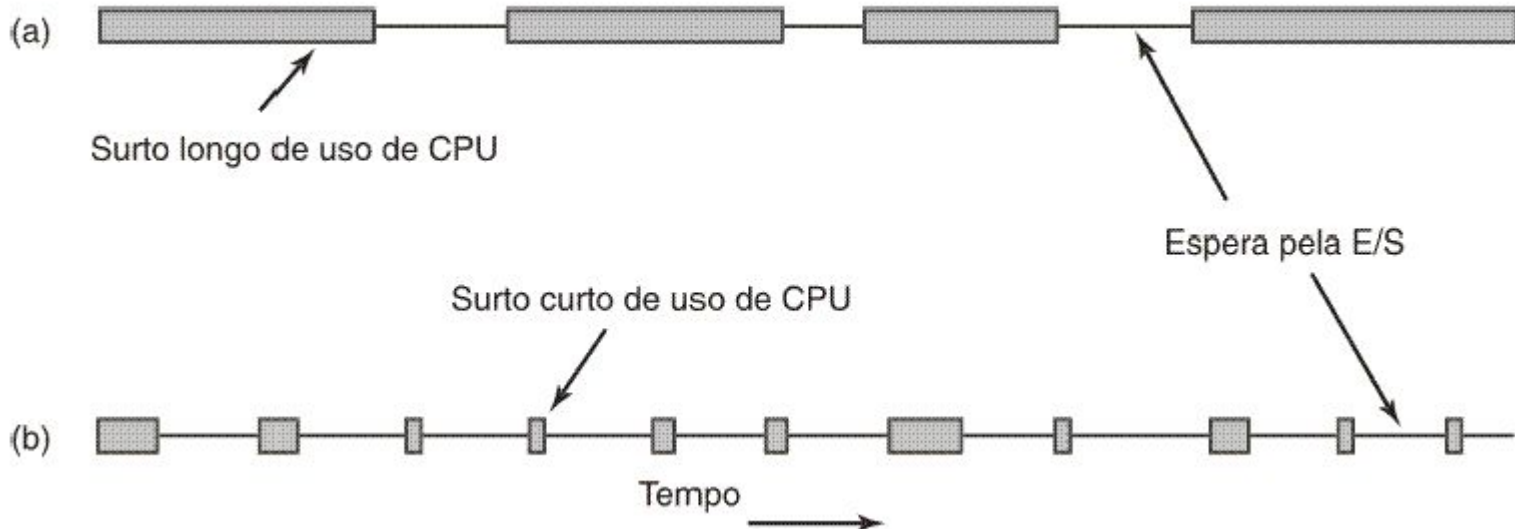 (a)
Surto longo de uso de CPU
Espera pela E/S
Surto curto de uso de CPU
(b)
Tempo